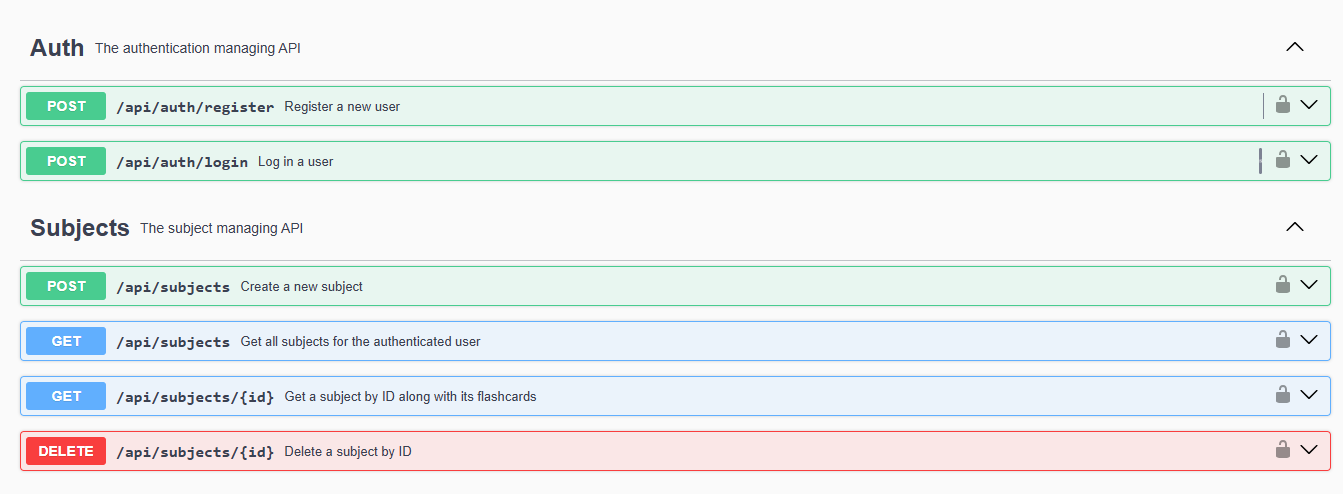 Auth The authentication managing API
POST /api/auth/register Register a new user
POST /api/auth/login Log in a user
Subjects The subject managing API
POST /api/subjects Create a new subject
GET /api/subjects Get all subjects for the authenticated user
GET /api/subjects/{id} Get a subject by ID along with its flashcards
DELETE /api/subjects/{id} Delete a subject by ID